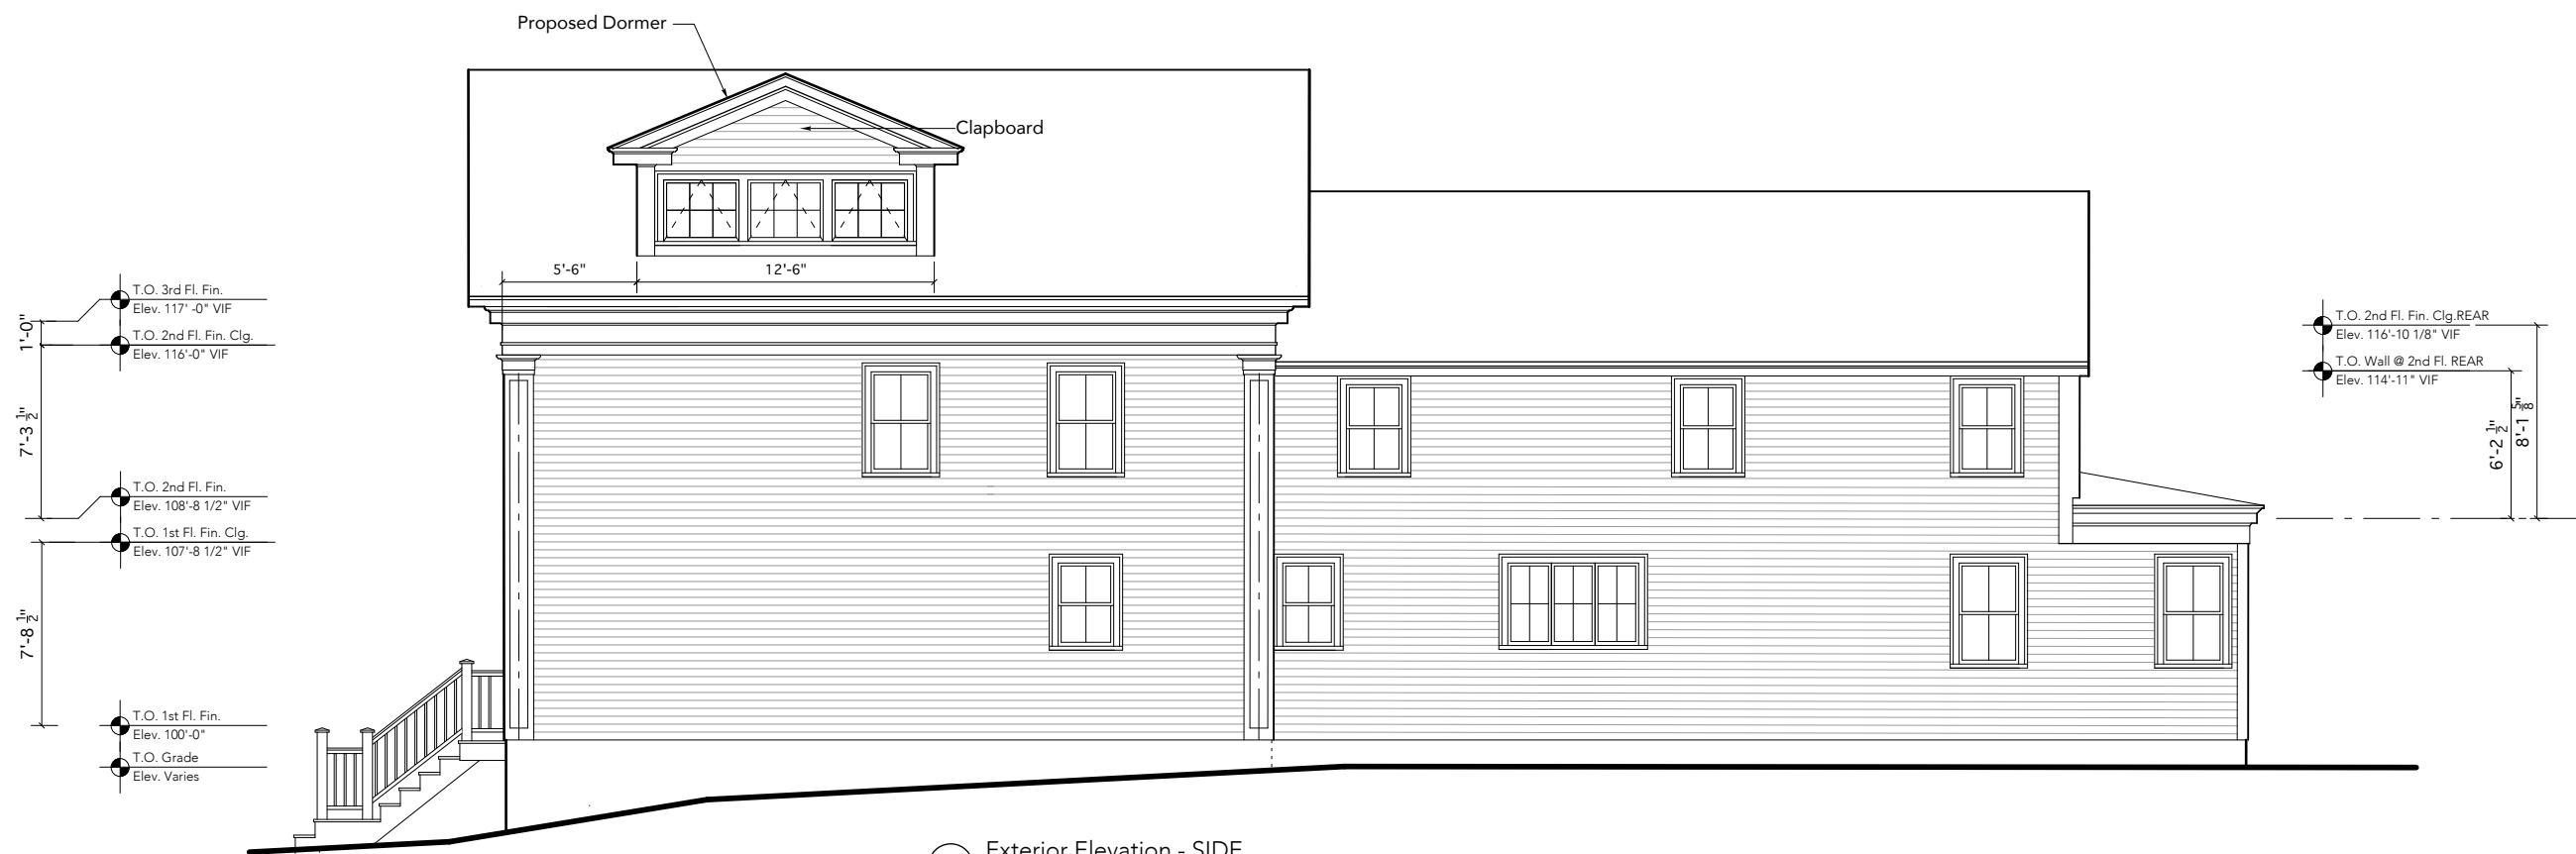 Proposed Dormer
Clapboard
5'-6"
12'-6"
T.O. 3rd Fl. Fin.
Elev. 117' -0" VIF
1'-0"
T.O. 2nd Fl. Fin. Clg.
Elev. 116'-0" VIF
7'-3 1/2"
T.O. 2nd Fl. Fin.
Elev. 108'-8 1/2" VIF
T.O. 1st Fl. Fin. Clg.
Elev. 107'-8 1/2" VIF
7'-8 1/2"
T.O. 1st Fl. Fin.
Elev. 100'-0"
T.O. Grade
Elev. Varies
T.O. 2nd Fl. Fin. Clg.REAR
Elev. 116'-10 1/8" VIF
T.O. Wall @ 2nd Fl. REAR
Elev. 114'-11" VIF
6'-2 1/2"
8'-1 5/8"
Exterior Elevation - SIDE